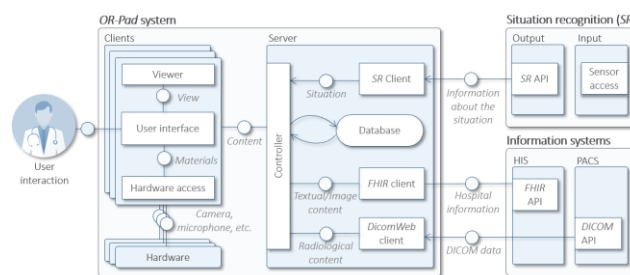 OR-Pad system
Situation recognition (SR
Clients
Server
Output
Input
Viewer
SR Client
SR API
Sensor
access
View
Situation
Information
about the
situation
User interface
Content
Database
Controller
Information systems
User
interaction
Materials
HIS
PACS
Hardware access
Textual/Image
content
FHIR client
Hospital
information
FHIR
API
Camera,
microphone, etc.
Radiological
content
DicomWeb
client
DICOM data
DICOM
API
Hardware